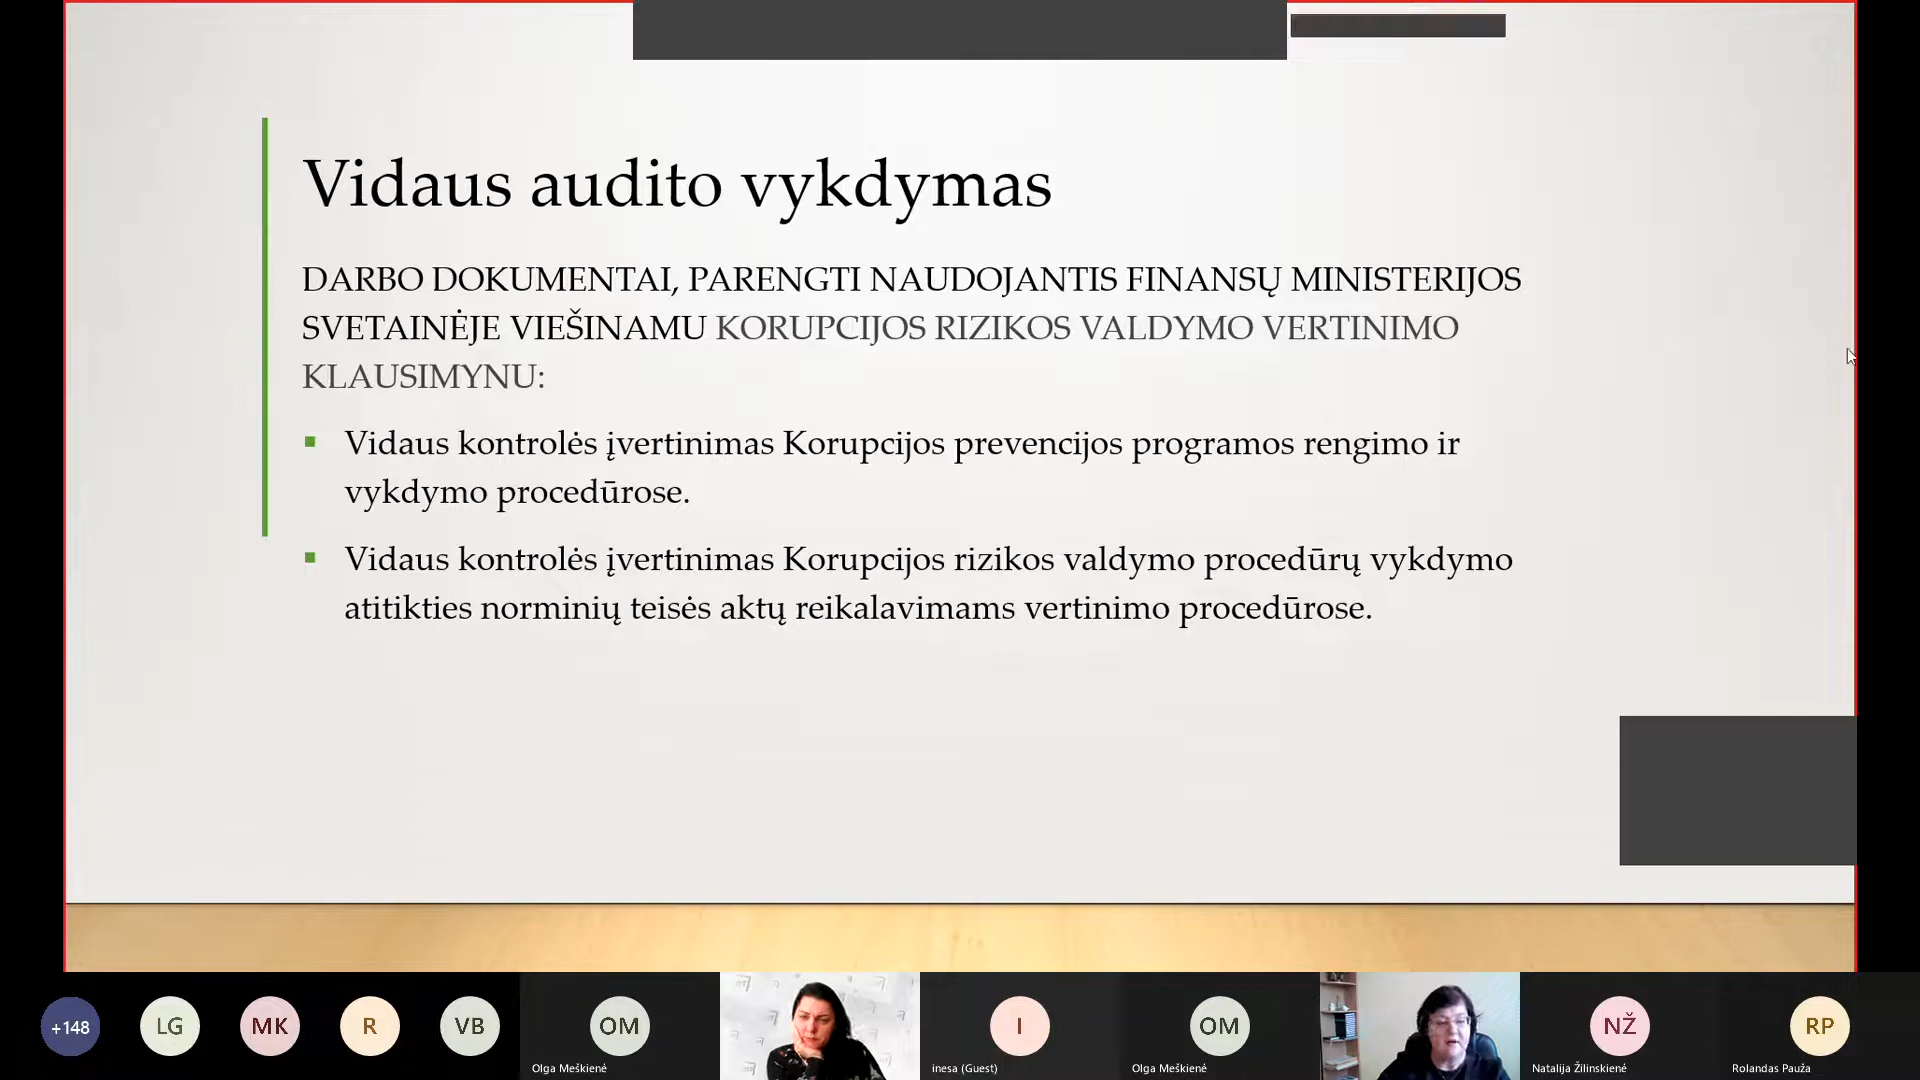 Vidaus audito vykdymas
DARBO DOKUMENTAI, PARENGTI NAUDOJANTIS FINANSŲ MINISTERIJOS
SVETAINĖJE VIEŠINAMU KORUPCIJOS RIZIKOS VALDYMO VERTINIMO
KLAUSIMYNU:
Vidaus kontrolės įvertinimas Korupcijos prevencijos programos rengimo ir
vykdymo procedūrose.
Vidaus kontrolės įvertinimas Korupcijos rizikos valdymo procedūrų vykdymo
atitikties norminių teisės aktų reikalavimams vertinimo procedūrose.
+148
LG
MK
R
VB
OM
I
OM
NŽ
RP
Olga Meškienė
inesa (Guest)
Olga Meškienė
Natalija Žilinskienė
Rolandas Pauža